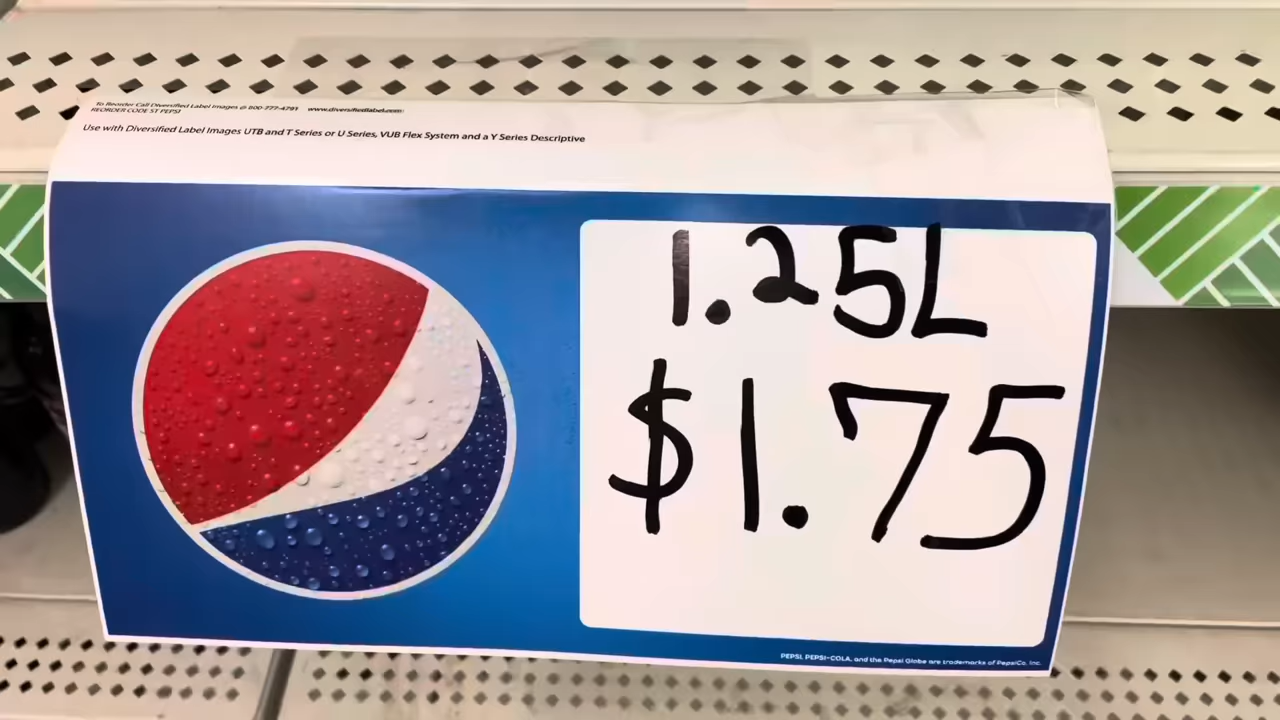 To Reorder Call Diversified Label Images @ 800-777-4791 www.diversifiedlabel.com
REORDER CODE ST PEPSI
Use with Diversified Label Images UTB and T Series or U Series, VUB Flex System and a Y Series Descriptive
1.25L
$1.75
PEPSI, PEPSI-COLA, and the Pepsi Globe are trademarks of PepsiCo, Inc.